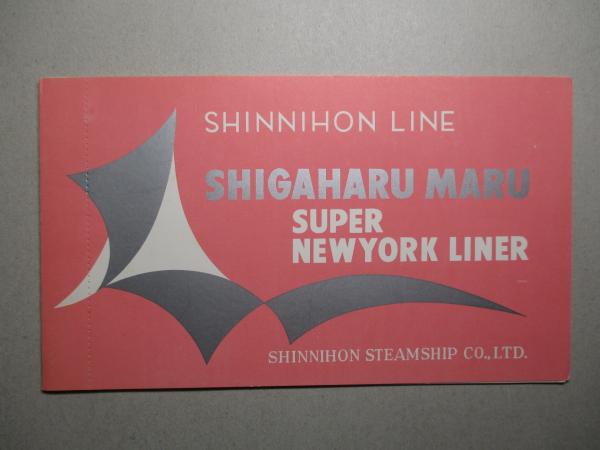 SHINNIHON LINE
SHIGAHARU MARU
SUPER
NEWYORK LINER
SHINNIHON STEAMSHIP CO.,LTD.